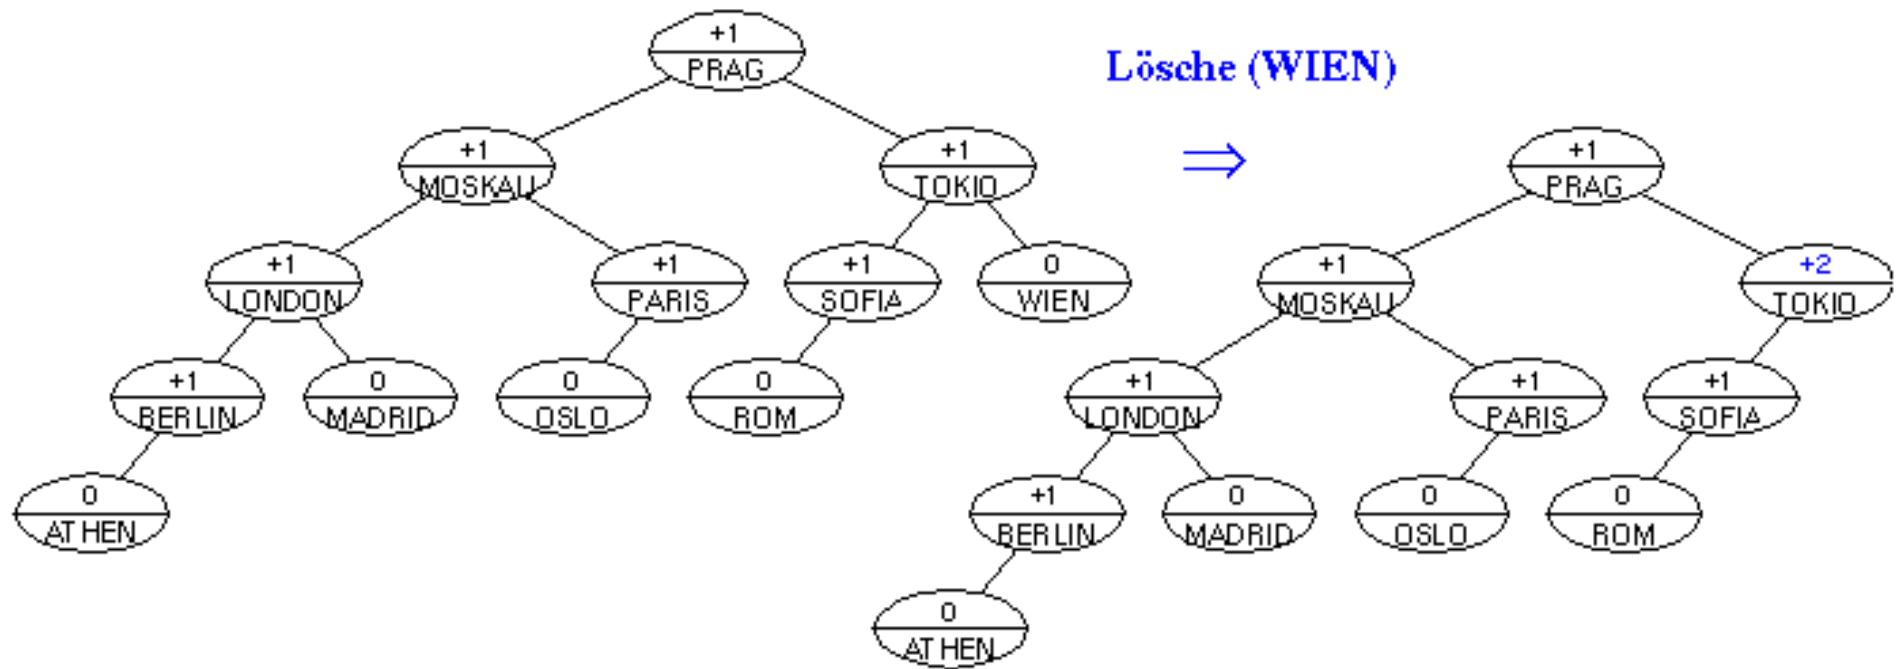 +1
PRAG
Lösche (WIEN)
+1
MOSKAU
+1
TOKIO
⇒
+1
PRAG
+1
LONDON
+1
PARIS
+1
SOFIA
0
WIEN
+1
MOSKAU
+2
TOKIO
+1
BERLIN
0
MADRID
0
OSLO
0
ROM
+1
LONDON
+1
PARIS
+1
SOFIA
0
ATHEN
+1
BERLIN
0
MADRID
0
OSLO
0
ROM
0
ATHEN